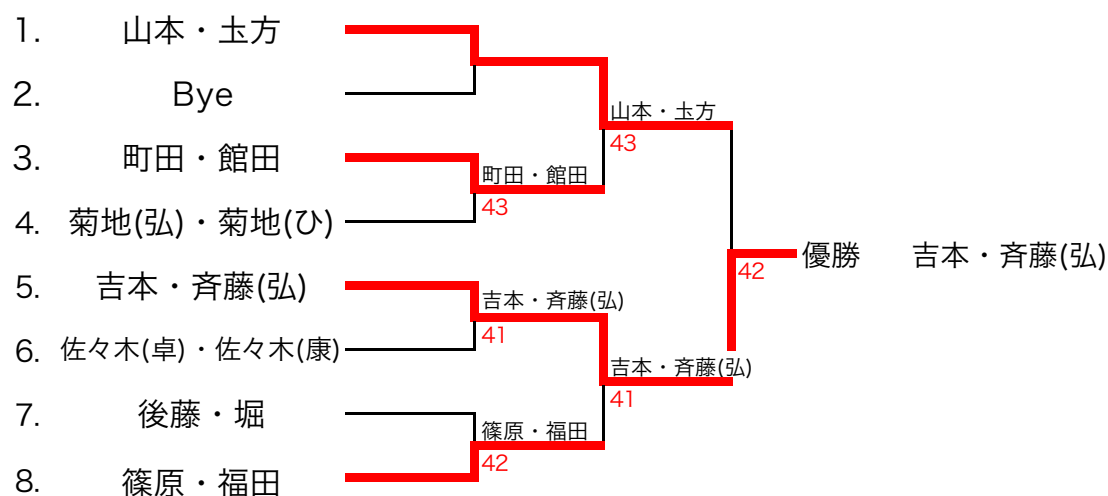 1. 山本・圡方
2. Bye
3. 町田・館田
4. 菊地(弘)・菊地(ひ)
5. 吉本・斉藤(弘)
6. 佐々木(卓)・佐々木(康)
7. 後藤・堀
8. 篠原・福田
町田・館田
43
吉本・斉藤(弘)
41
篠原・福田
42
山本・圡方
43
吉本・斉藤(弘)
41
42
優勝 吉本・斉藤(弘)